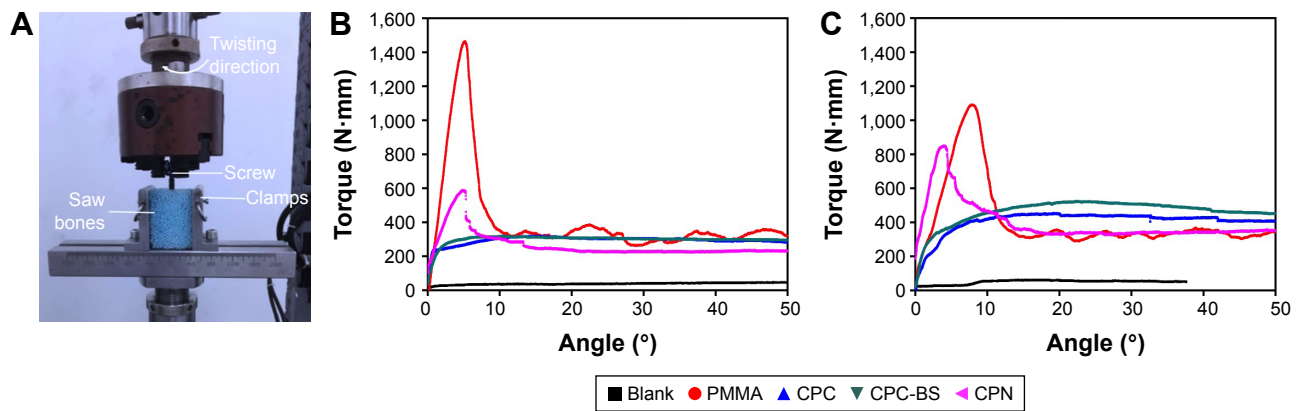 A
Twisting
direction
Screw
Clamps
Saw
bones
B
1,600
1,400
1,200
1,000
800
600
400
200
0
Torque (N·mm)
0 10 20 30 40 50
Angle (°)
C
1,600
1,400
1,200
1,000
800
600
400
200
0
Torque (N·mm)
0 10 20 30 40 50
Angle (°)
Blank PMMA CPC CPC-BS CPN